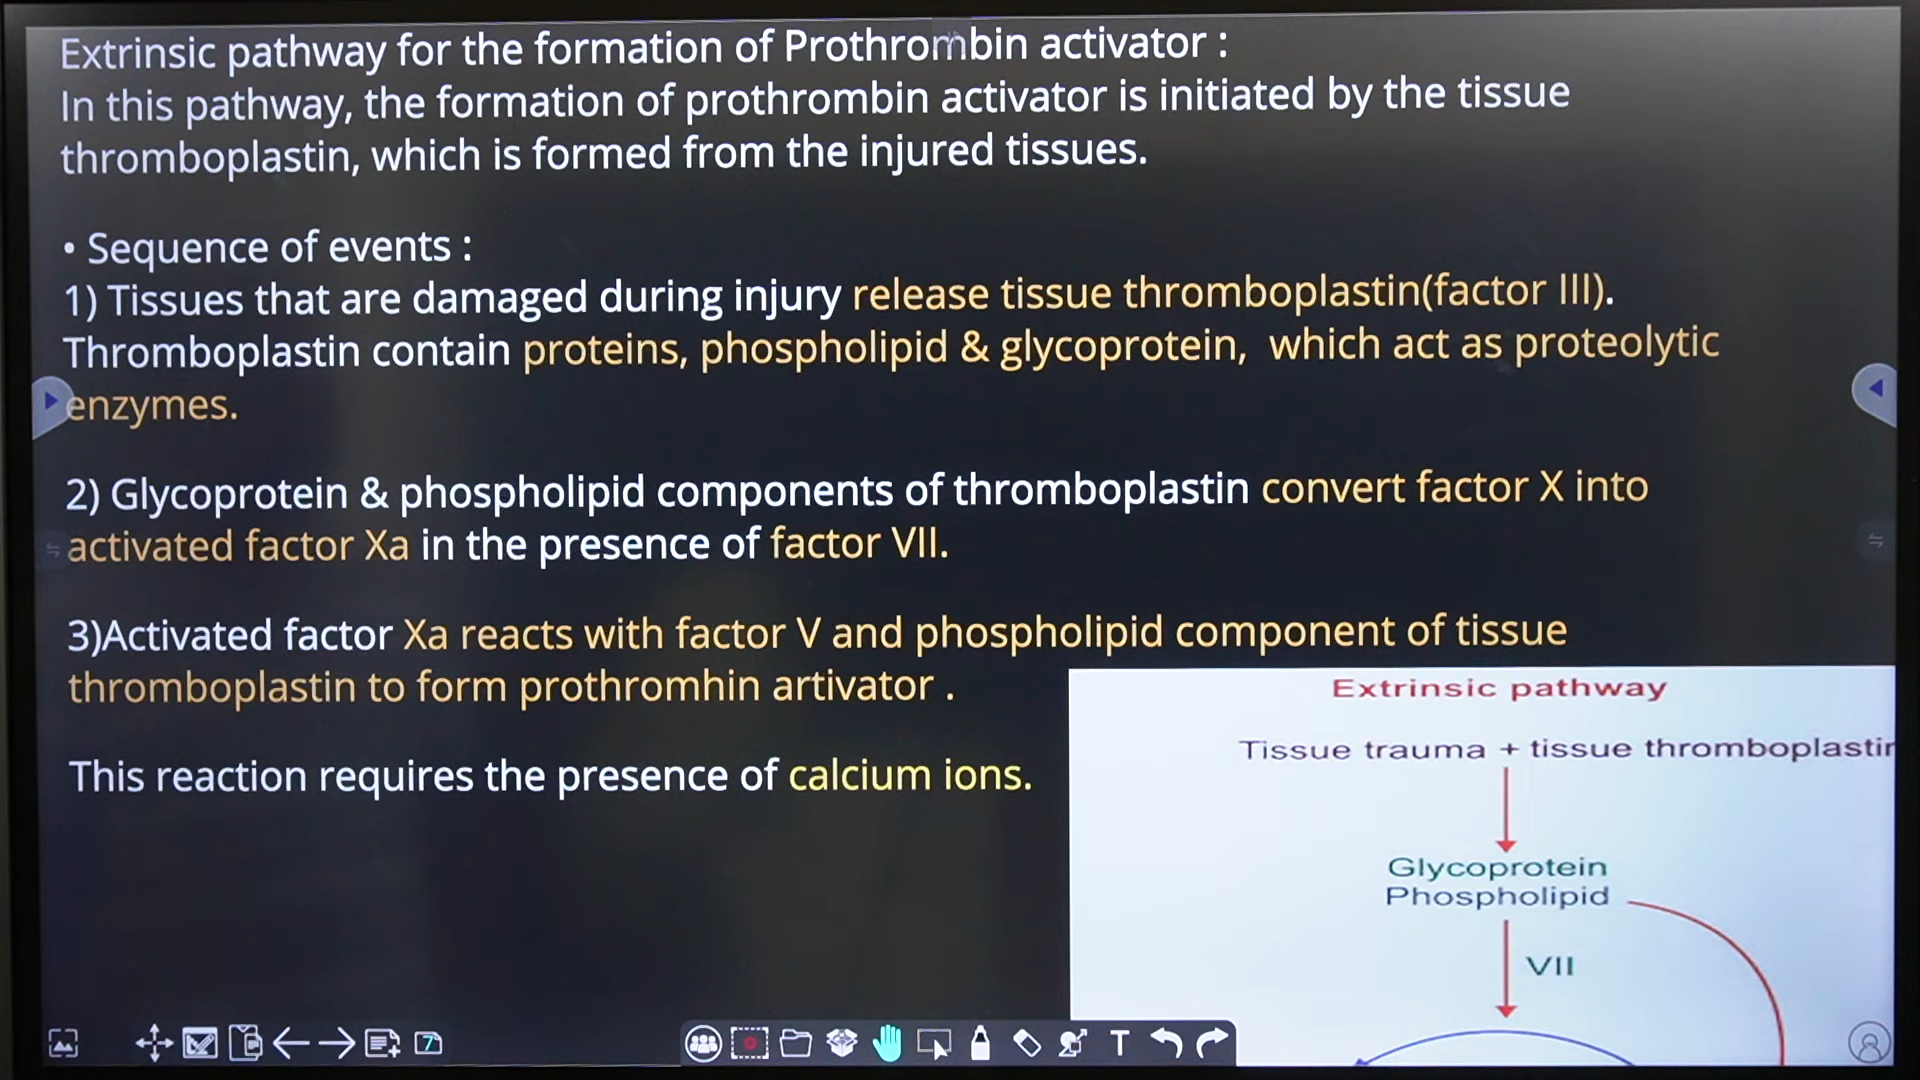 Extrinsic pathway for the formation of Prothrombin activator :
In this pathway, the formation of prothrombin activator is initiated by the tissue
thromboplastin, which is formed from the injured tissues.
• Sequence of events :
1) Tissues that are damaged during injury release tissue thromboplastin(factor III).
Thromboplastin contain proteins, phospholipid & glycoprotein, which act as proteolytic
enzymes.
2) Glycoprotein & phospholipid components of thromboplastin convert factor X into
activated factor Xa in the presence of factor VII.
3)Activated factor Xa reacts with factor V and phospholipid component of tissue
thromboplastin to form prothromhin artivator .
This reaction requires the presence of calcium ions.
Extrinsic pathway
Tissue trauma + tissue thromboplastin
Glycoprotein
Phospholipid
VII
7
T